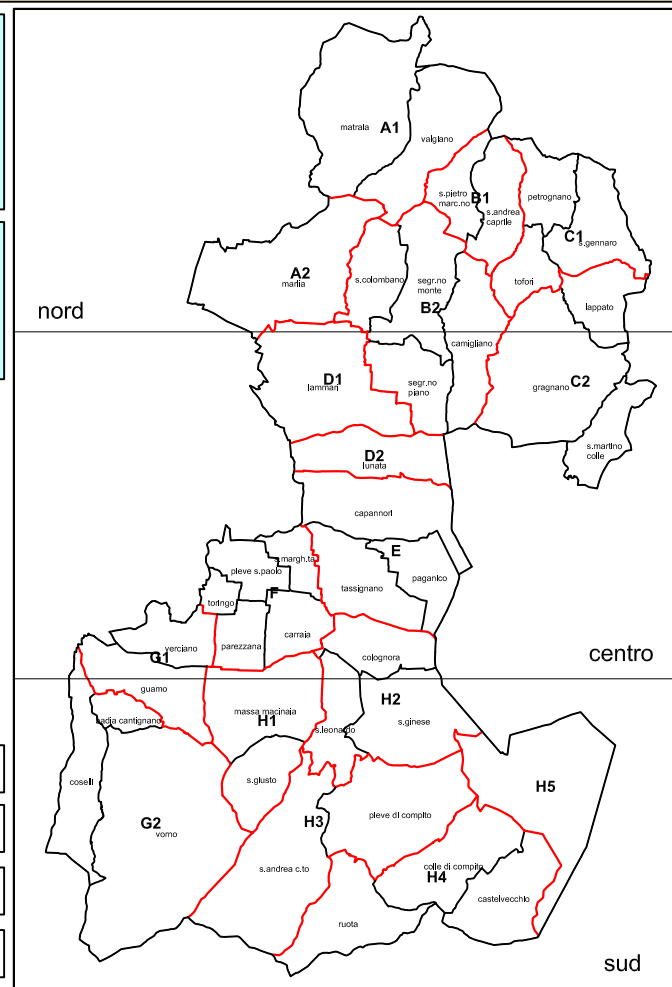 matraia
A1
valgiano
s.pietro
marc.no
B1
s.andrea
caprile
petrognano
C1
s.gennaro
A2
marlia
s.colombano
segr.no
monte
B2
tofori
lappato
nord
camigliano
D1
lammari
segr.no
piano
gragnano
C2
s.martino
colle
D2
lunata
capannori
s.margh.ta
E
pieve s.paolo
tassignano
paganico
F
toringo
verciano
G1
parezzana
carraia
colognora
centro
guamo
badia cantignano
massa macinaia
H1
s.leonardo
H2
s.ginese
coselli
s.giusto
H5
G2
vorno
H3
pieve di compito
s.andrea c.to
colle di compito
H4
castelvecchio
ruota
sud